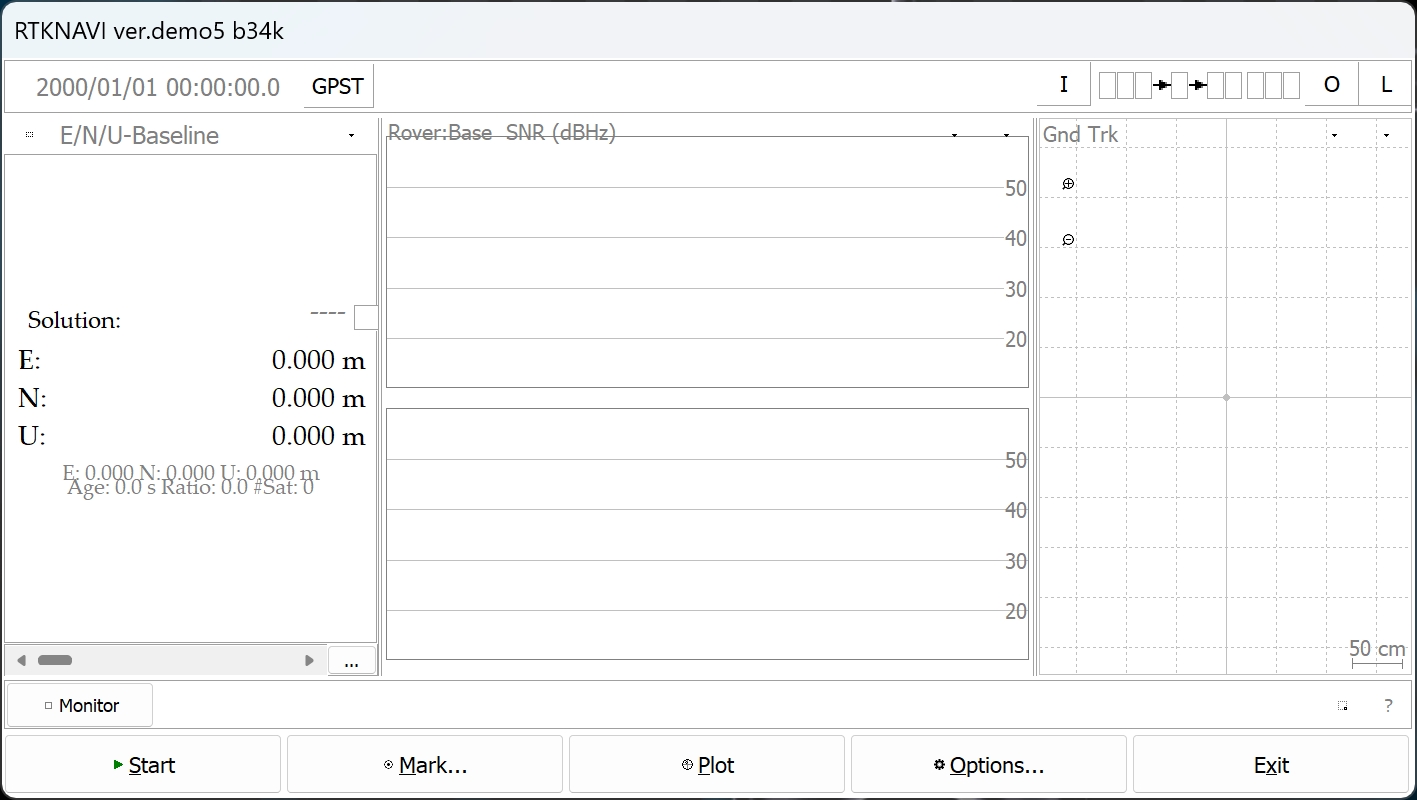 RTKNAVI ver.demo5 b34k
2000/01/01 00:00:00.0 GPST I O L
E/N/U-Baseline
Solution: ----
E: 0.000 m
N: 0.000 m
U: 0.000 m
E: 0.000 N: 0.000 U: 0.000 m
Age: 0.0 s Ratio: 0.0 #Sat: 0
...
Rover:Base SNR (dBHz)
50
40
30
20
50
40
30
20
Gnd Trk
50 cm
Monitor ?
Start Mark... Plot Options... Exit